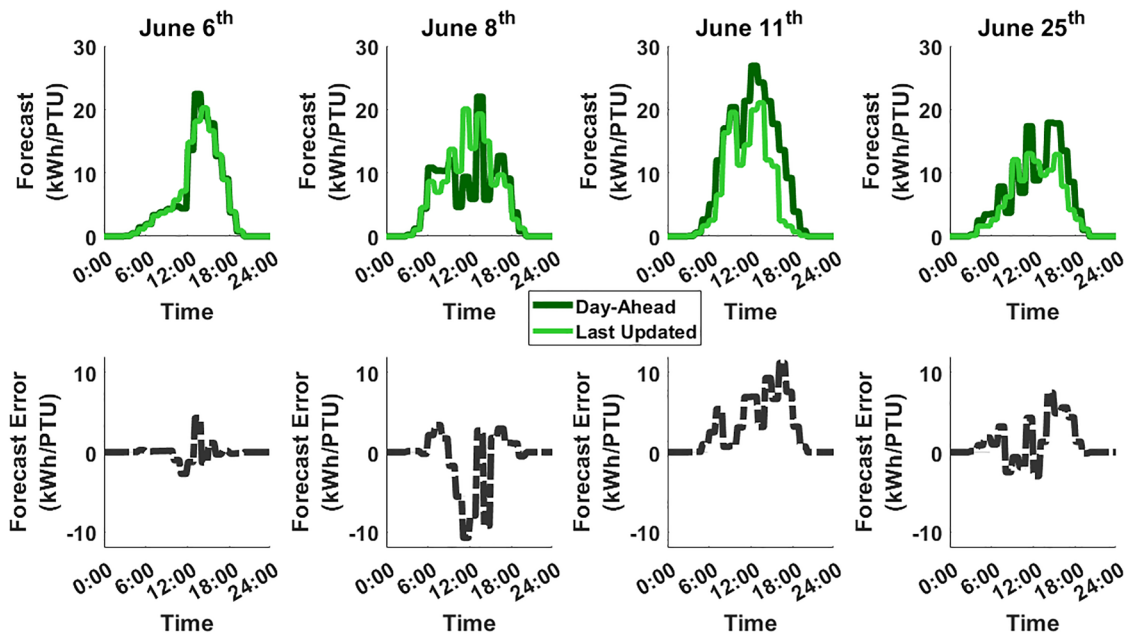 June 6th
June 8th
June 11th
June 25th
Forecast
(kWh/PTU)
30
20
10
0
0:00
6:00
12:00
18:00
24:00
Time
Forecast
(kWh/PTU)
30
20
10
0
0:00
6:00
12:00
18:00
24:00
Time
Forecast
(kWh/PTU)
30
20
10
0
0:00
6:00
12:00
18:00
24:00
Time
Forecast
(kWh/PTU)
30
20
10
0
0:00
6:00
12:00
18:00
24:00
Time
Day-Ahead
Last Updated
Forecast Error
(kWh/PTU)
10
0
-10
0:00
6:00
12:00
18:00
24:00
Time
Forecast Error
(kWh/PTU)
10
0
-10
0:00
6:00
12:00
18:00
24:00
Time
Forecast Error
(kWh/PTU)
10
0
-10
0:00
6:00
12:00
18:00
24:00
Time
Forecast Error
(kWh/PTU)
10
0
-10
0:00
6:00
12:00
18:00
24:00
Time